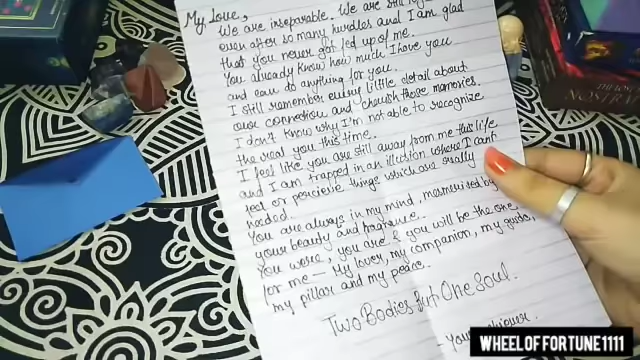 My Love,
We are inseparable. We are still
even after so many hurdles and I am glad
that you never got fed up of me.
You already know how much I love you
and can do anything for you.
I still remember every little detail about
our connection and cherish those memories.
I don't know why I'm not able to recognize
the real you this time.
I feel like you are still away from me this life
and I am trapped in an illusion where I can't
feel or perceive things which are really
needed.
You are always in my mind, mesmerised by
your beauty and fragrance.
You were, you are & you will be the one
for me — My lover, my companion, my guide,
my pillar and my peace.
Two Bodies but One Soul.
THE LOST
NOSTR
WHEEL OF FORTUNE1111